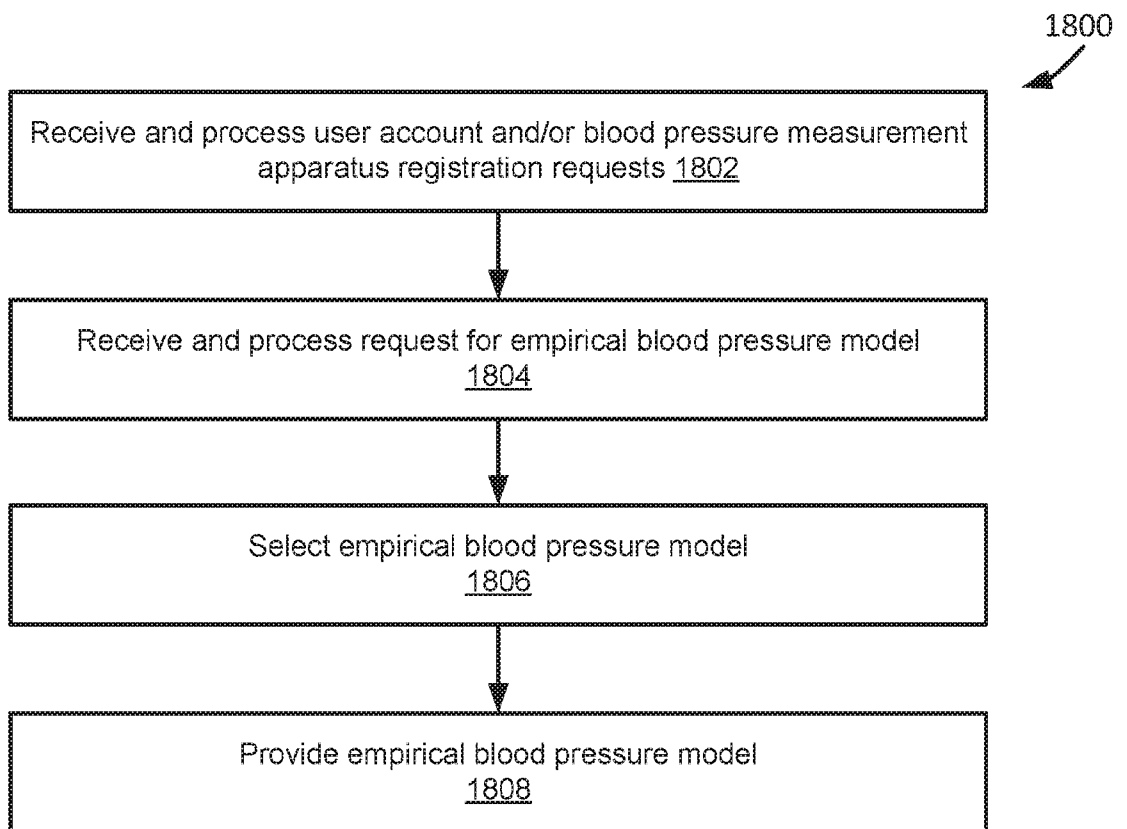 1800
Receive and process user account and/or blood pressure measurement
apparatus registration requests 1802
Receive and process request for empirical blood pressure model
1804
Select empirical blood pressure model
1806
Provide empirical blood pressure model
1808